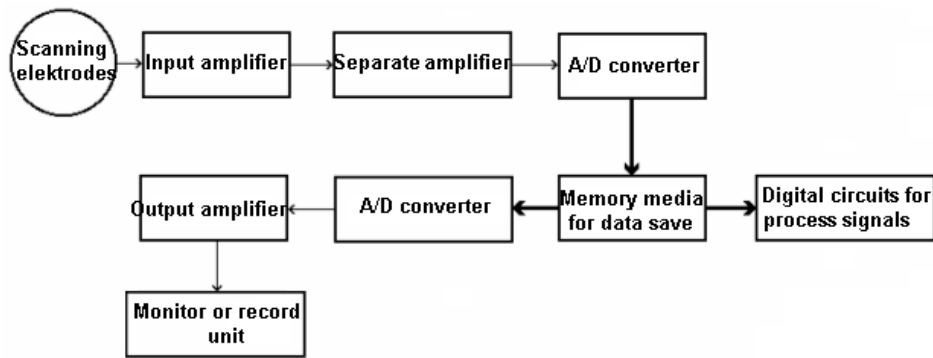 Scanning
elektrodes
Input amplifier
Separate amplifier
A/D converter
Memory media
for data save
Digital circuits for
process signals
A/D converter
Output amplifier
Monitor or record
unit